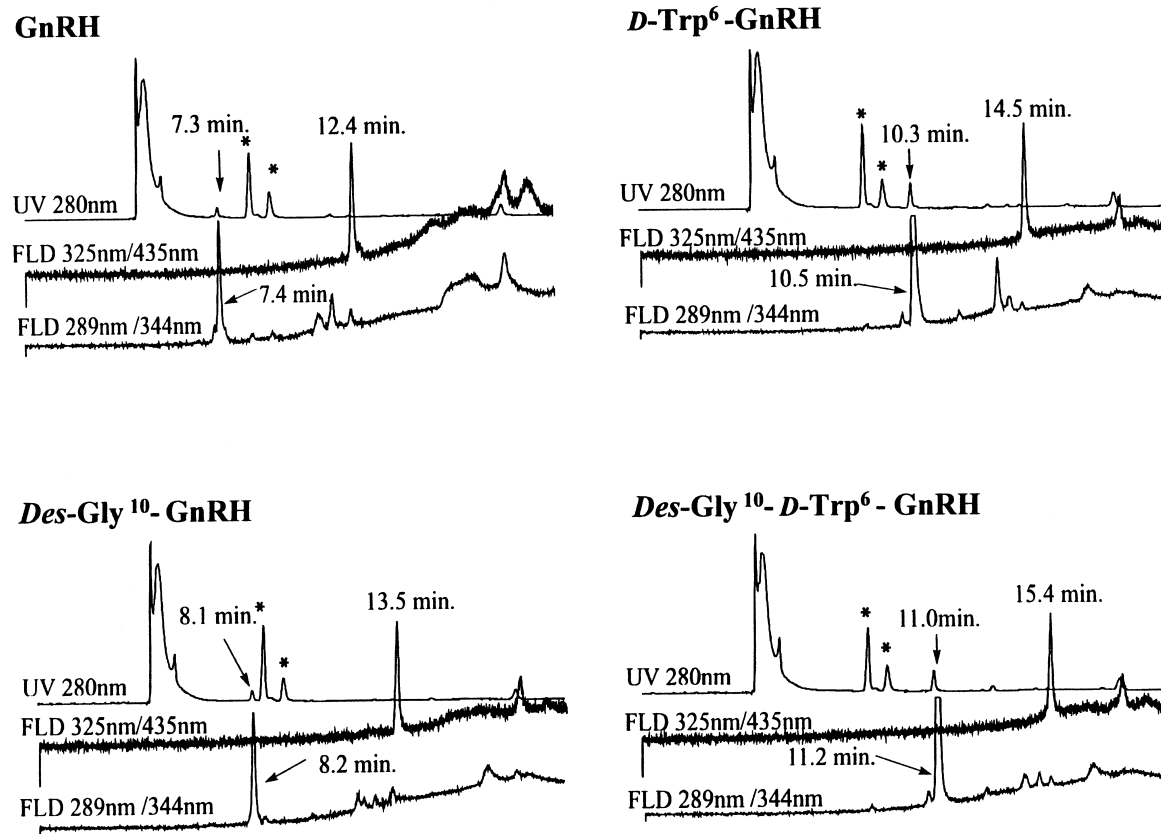 GnRH
7.3 min.
*
*
12.4 min.
UV 280nm
FLD 325nm/435nm
7.4 min.
FLD 289nm /344nm
D-Trp⁶ -GnRH
*
*
10.3 min.
14.5 min.
UV 280nm
FLD 325nm/435nm
10.5 min.
FLD 289nm /344nm
Des-Gly ¹⁰- GnRH
8.1 min.
*
*
13.5 min.
UV 280nm
FLD 325nm/435nm
8.2 min.
FLD 289nm /344nm
Des-Gly ¹⁰- D-Trp⁶ - GnRH
*
*
11.0min.
15.4 min.
UV 280nm
FLD 325nm/435nm
11.2 min.
FLD 289nm /344nm